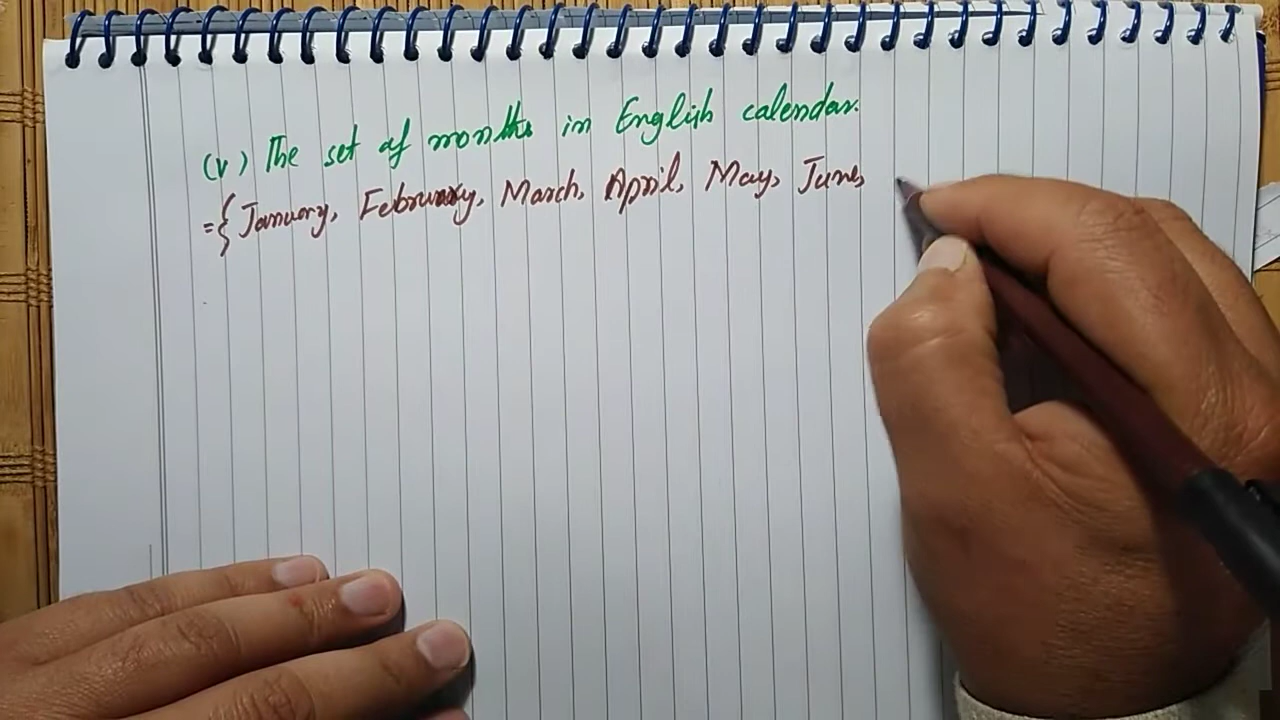 (v) The set of months in English calendar.
={ January, February, March, April, May, June,